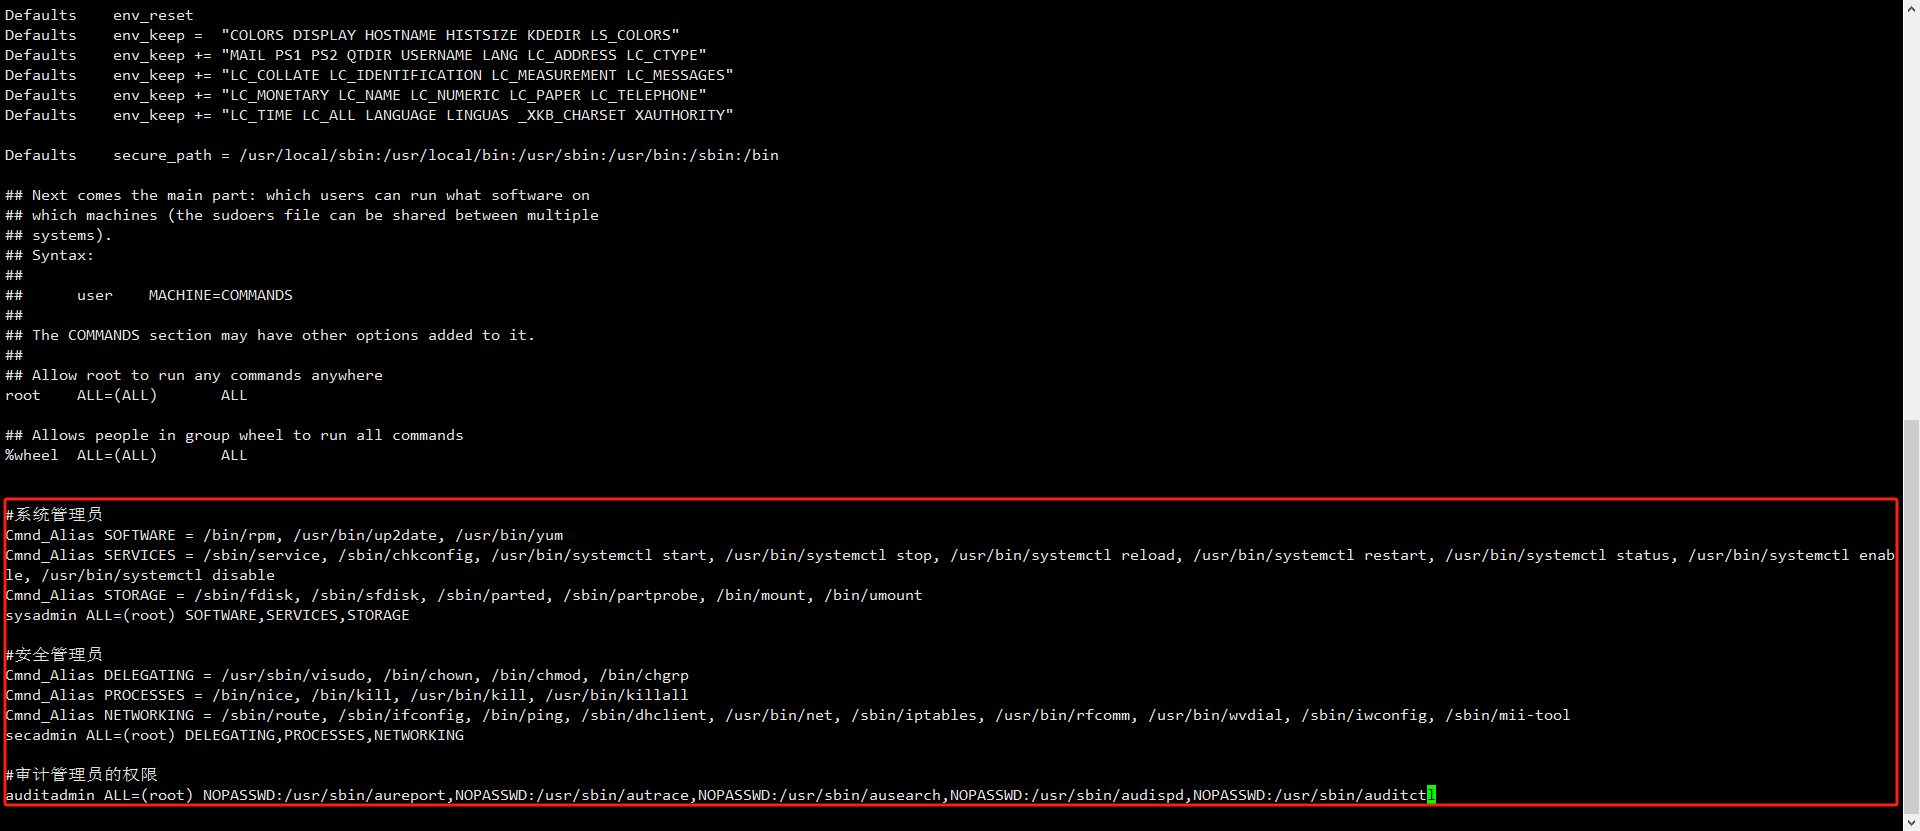 Defaults    env_reset
Defaults    env_keep =  "COLORS DISPLAY HOSTNAME HISTSIZE KDEDIR LS_COLORS"
Defaults    env_keep += "MAIL PS1 PS2 QTDIR USERNAME LANG LC_ADDRESS LC_CTYPE"
Defaults    env_keep += "LC_COLLATE LC_IDENTIFICATION LC_MEASUREMENT LC_MESSAGES"
Defaults    env_keep += "LC_MONETARY LC_NAME LC_NUMERIC LC_PAPER LC_TELEPHONE"
Defaults    env_keep += "LC_TIME LC_ALL LANGUAGE LINGUAS _XKB_CHARSET XAUTHORITY"
Defaults    secure_path = /usr/local/sbin:/usr/local/bin:/usr/sbin:/usr/bin:/sbin:/bin
## Next comes the main part: which users can run what software on
## which machines (the sudoers file can be shared between multiple
## systems).
## Syntax:
##
##      user    MACHINE=COMMANDS
##
## The COMMANDS section may have other options added to it.
##
## Allow root to run any commands anywhere
root    ALL=(ALL)       ALL
## Allows people in group wheel to run all commands
%wheel  ALL=(ALL)       ALL
#系统管理员
Cmnd_Alias SOFTWARE = /bin/rpm, /usr/bin/up2date, /usr/bin/yum
Cmnd_Alias SERVICES = /sbin/service, /sbin/chkconfig, /usr/bin/systemctl start, /usr/bin/systemctl stop, /usr/bin/systemctl reload, /usr/bin/systemctl restart, /usr/bin/systemctl status, /usr/bin/systemctl enab
le, /usr/bin/systemctl disable
Cmnd_Alias STORAGE = /sbin/fdisk, /sbin/sfdisk, /sbin/parted, /sbin/partprobe, /bin/mount, /bin/umount
sysadmin ALL=(root) SOFTWARE,SERVICES,STORAGE
#安全管理员
Cmnd_Alias DELEGATING = /usr/sbin/visudo, /bin/chown, /bin/chmod, /bin/chgrp
Cmnd_Alias PROCESSES = /bin/nice, /bin/kill, /usr/bin/kill, /usr/bin/killall
Cmnd_Alias NETWORKING = /sbin/route, /sbin/ifconfig, /bin/ping, /sbin/dhclient, /usr/bin/net, /sbin/iptables, /usr/bin/rfcomm, /usr/bin/wvdial, /sbin/iwconfig, /sbin/mii-tool
secadmin ALL=(root) DELEGATING,PROCESSES,NETWORKING
#审计管理员的权限
auditadmin ALL=(root) NOPASSWD:/usr/sbin/aureport,NOPASSWD:/usr/sbin/autrace,NOPASSWD:/usr/sbin/ausearch,NOPASSWD:/usr/sbin/audispd,NOPASSWD:/usr/sbin/auditctl